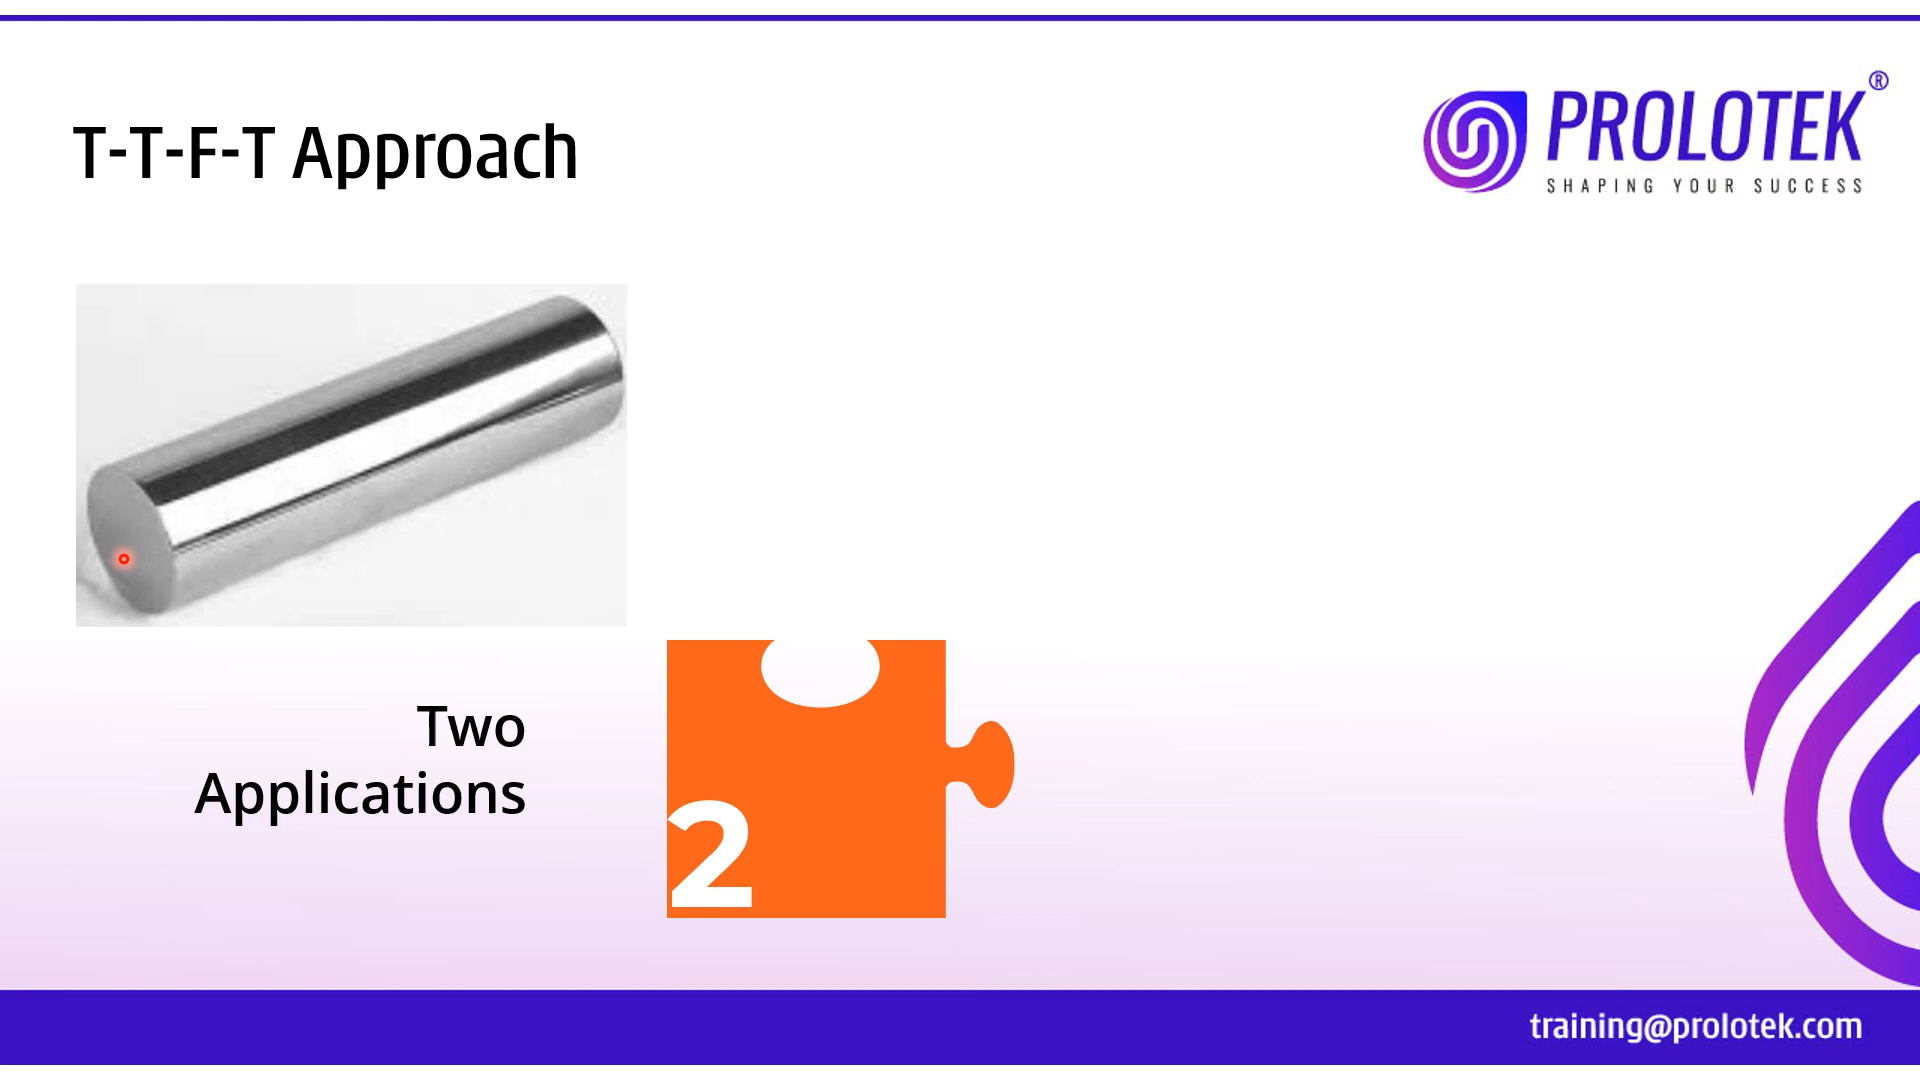 T-T-F-T Approach
PROLOTEK®
SHAPING YOUR SUCCESS
Two
Applications
2
training@prolotek.com